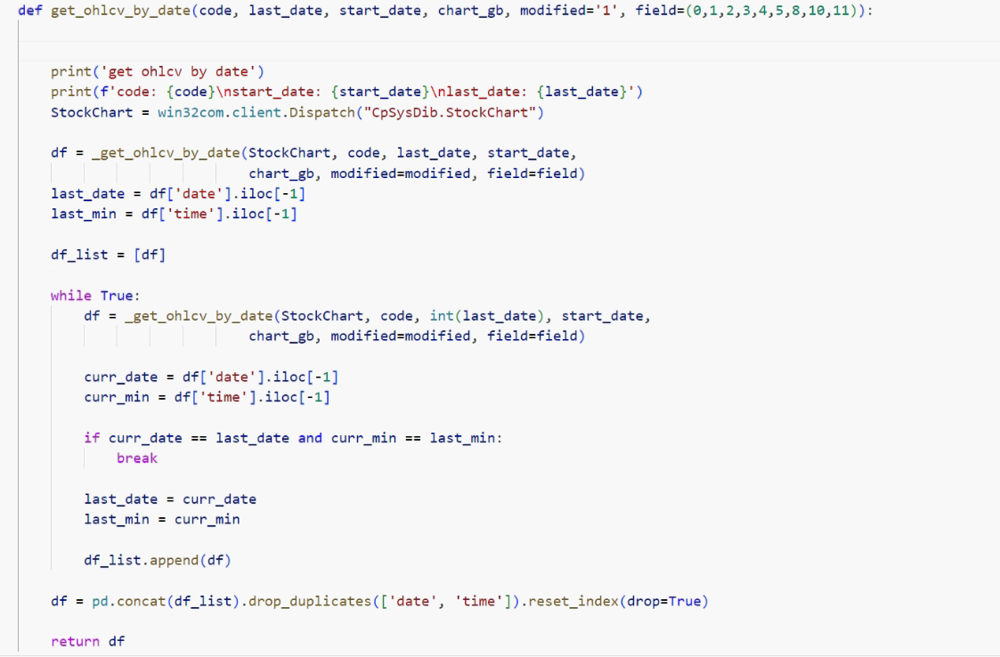 def get_ohlcv_by_date(code, last_date, start_date, chart_gb, modified='1', field=(0,1,2,3,4,5,8,10,11)):
print('get ohlcv by date')
print(f'code: {code}\nstart_date: {start_date}\nlast_date: {last_date}')
StockChart = win32com.client.Dispatch("CpSysDib.StockChart")
df = _get_ohlcv_by_date(StockChart, code, last_date, start_date,
chart_gb, modified=modified, field=field)
last_date = df['date'].iloc[-1]
last_min = df['time'].iloc[-1]
df_list = [df]
while True:
df = _get_ohlcv_by_date(StockChart, code, int(last_date), start_date,
chart_gb, modified=modified, field=field)
curr_date = df['date'].iloc[-1]
curr_min = df['time'].iloc[-1]
if curr_date == last_date and curr_min == last_min:
break
last_date = curr_date
last_min = curr_min
df_list.append(df)
df = pd.concat(df_list).drop_duplicates(['date', 'time']).reset_index(drop=True)
return df